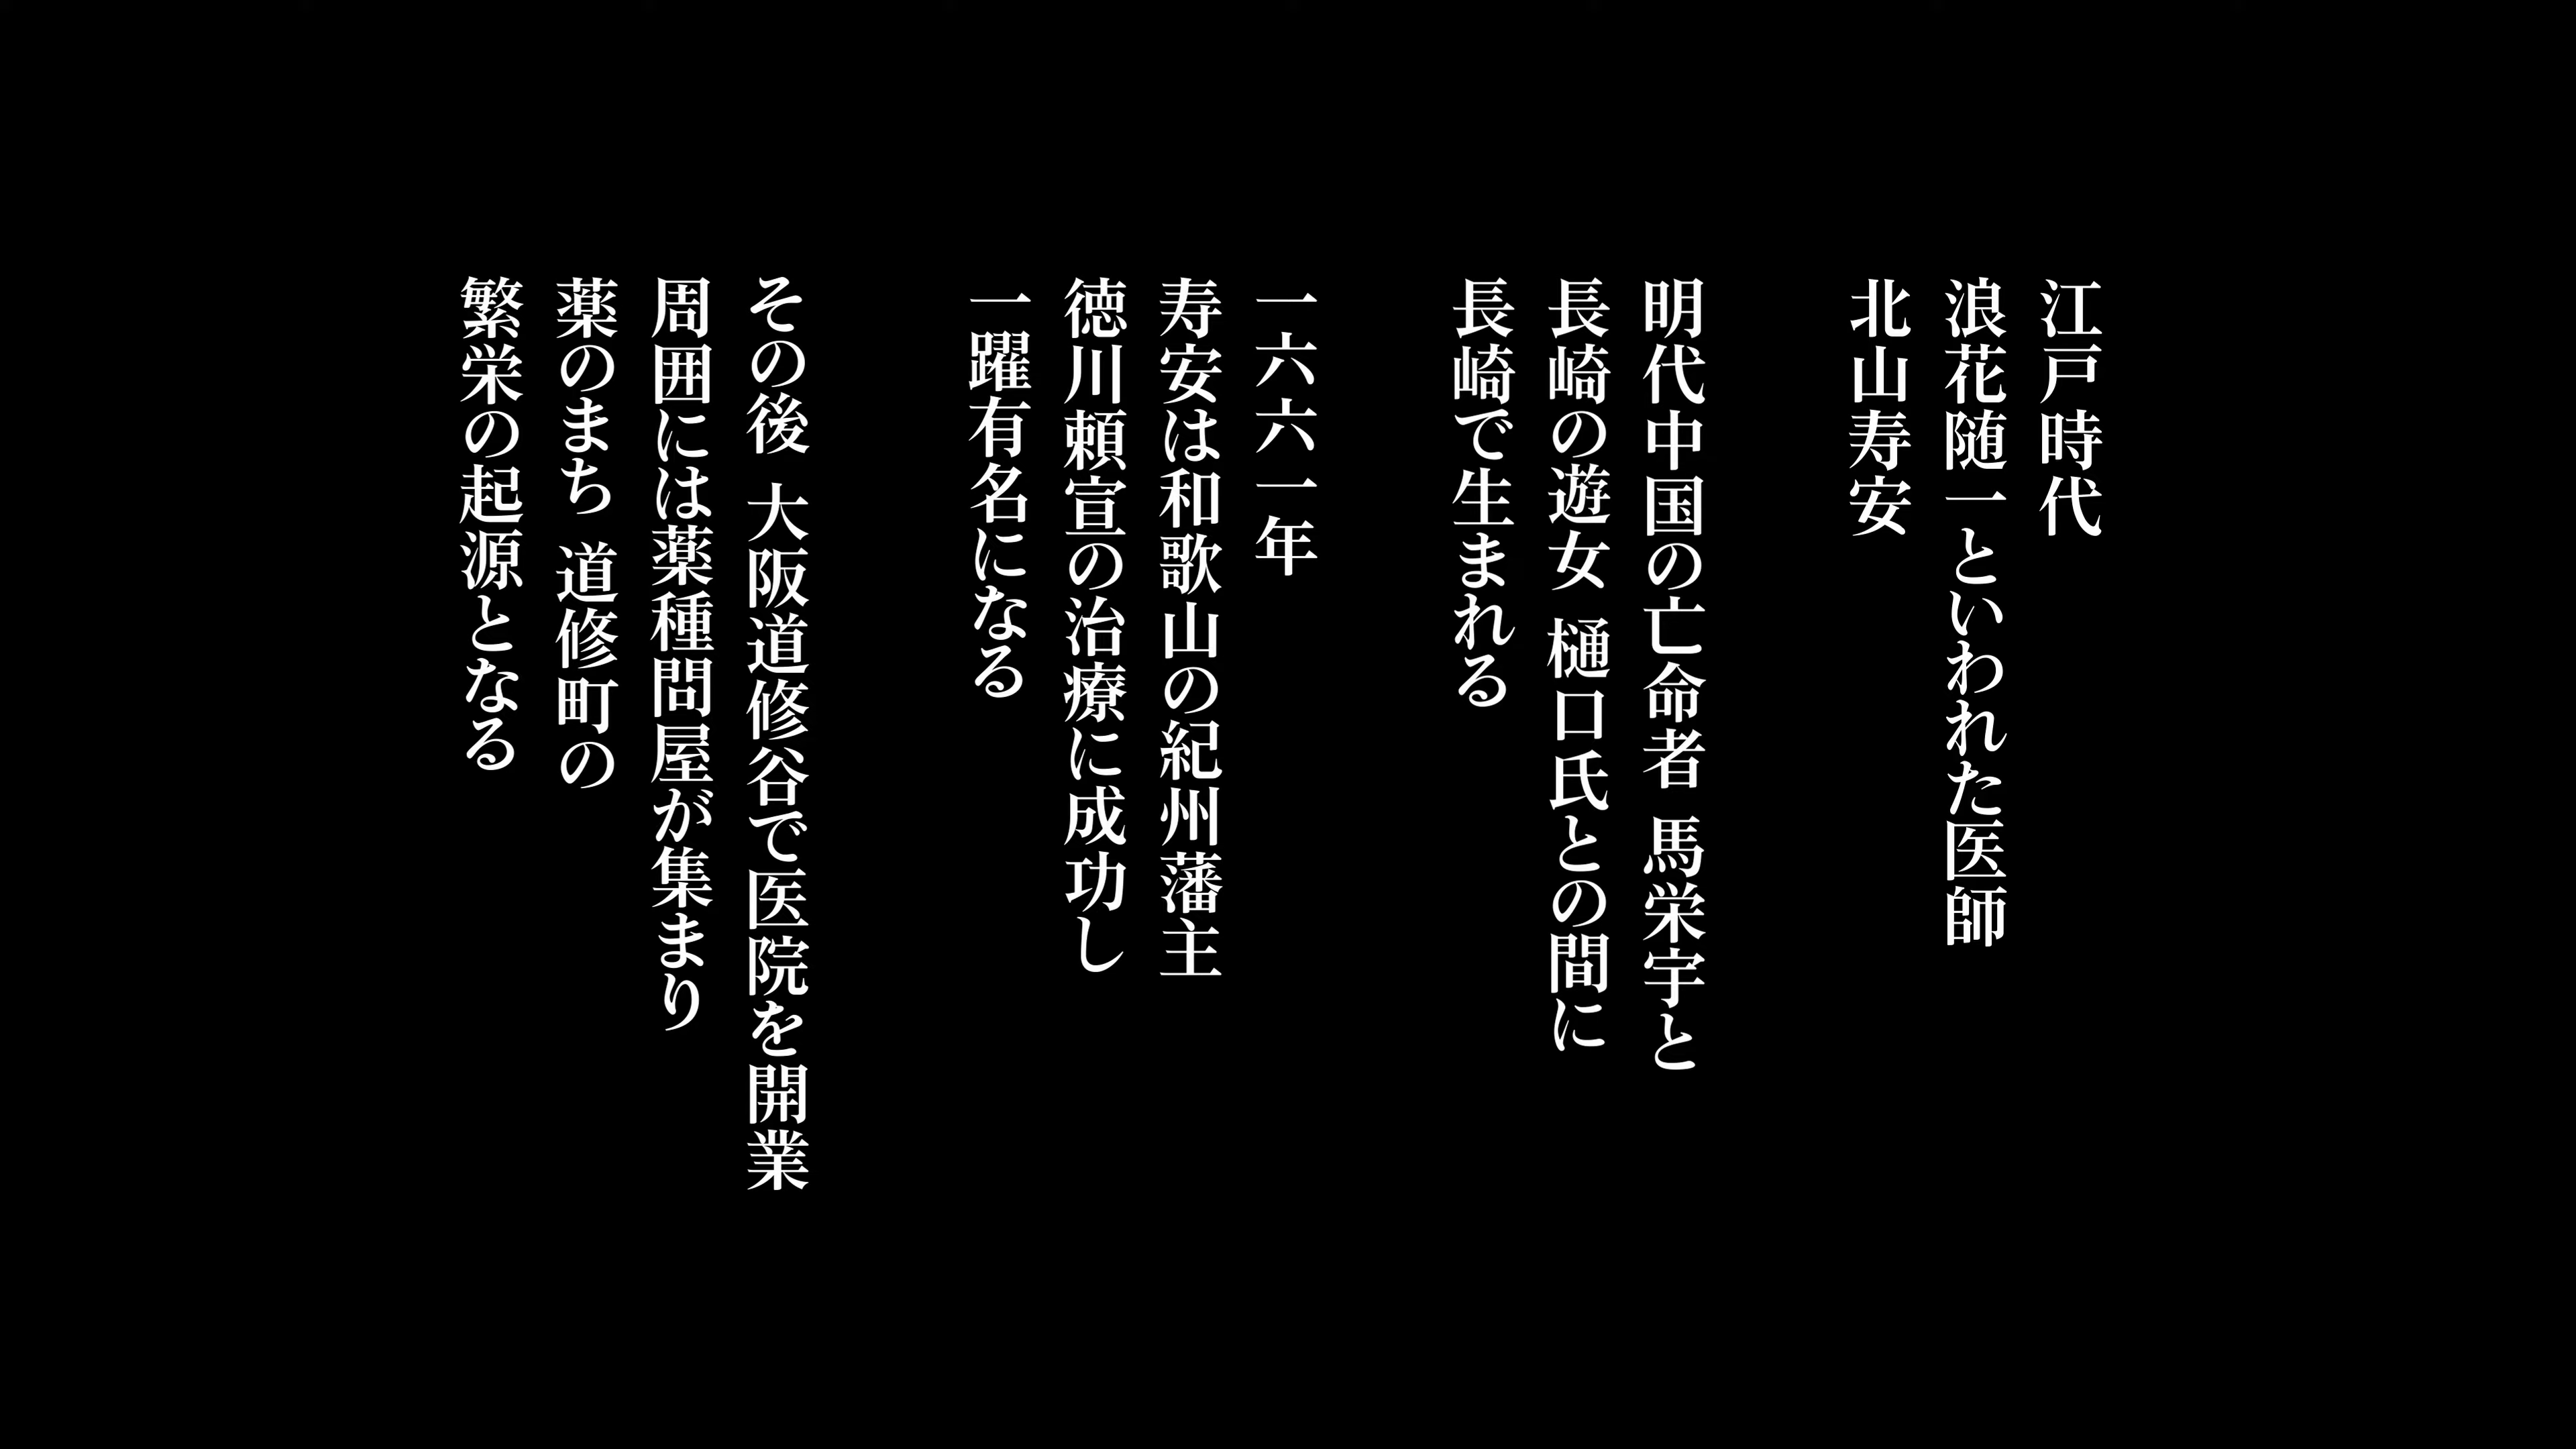 江戸時代
浪花随一といわれた医師
北山寿安
明代中国の亡命者 馬栄宇と
長崎の遊女 樋口氏との間に
長崎で生まれる
一六六一年
寿安は和歌山の紀州藩主
徳川頼宣の治療に成功し
一躍有名になる
その後 大阪道修谷で医院を開業
周囲には薬種問屋が集まり
薬のまち 道修町の
繁栄の起源となる